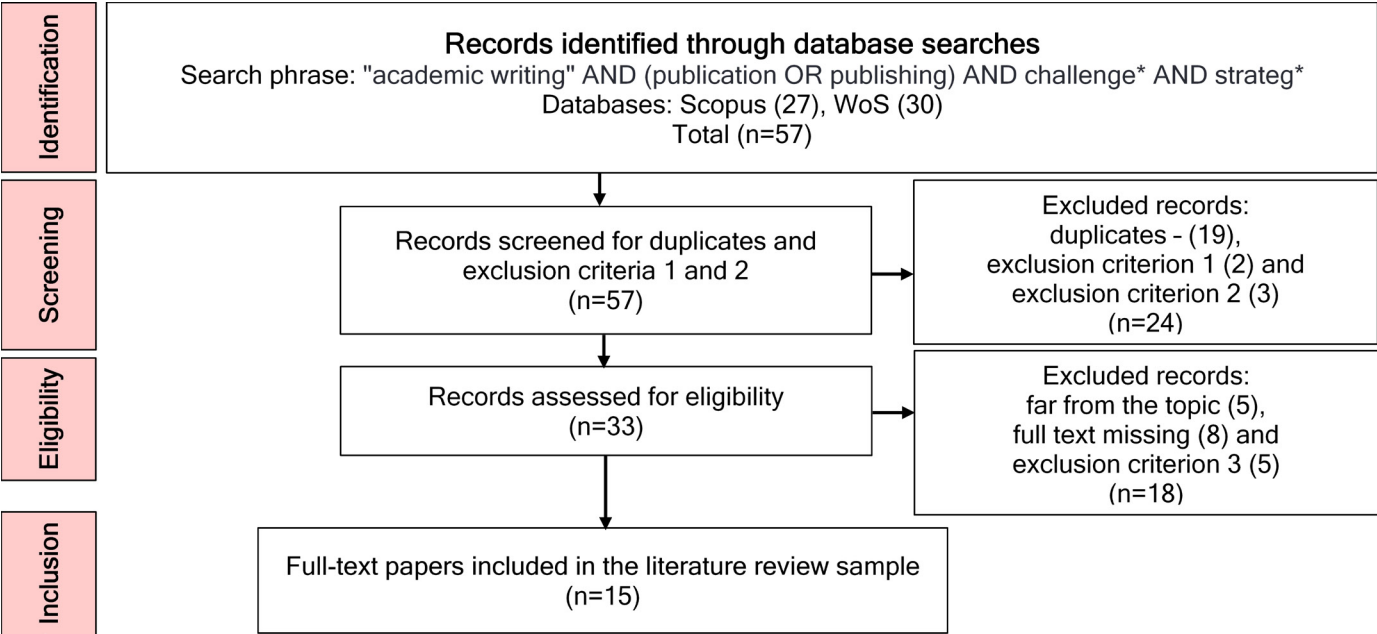 Identification
Records identified through database searches
Search phrase: "academic writing" AND (publication OR publishing) AND challenge* AND strateg*
Databases: Scopus (27), WoS (30)
Total (n=57)
Screening
Records screened for duplicates and
exclusion criteria 1 and 2
(n=57)
Excluded records:
duplicates - (19),
exclusion criterion 1 (2) and
exclusion criterion 2 (3)
(n=24)
Eligibility
Records assessed for eligibility
(n=33)
Excluded records:
far from the topic (5),
full text missing (8) and
exclusion criterion 3 (5)
(n=18)
Inclusion
Full-text papers included in the literature review sample
(n=15)